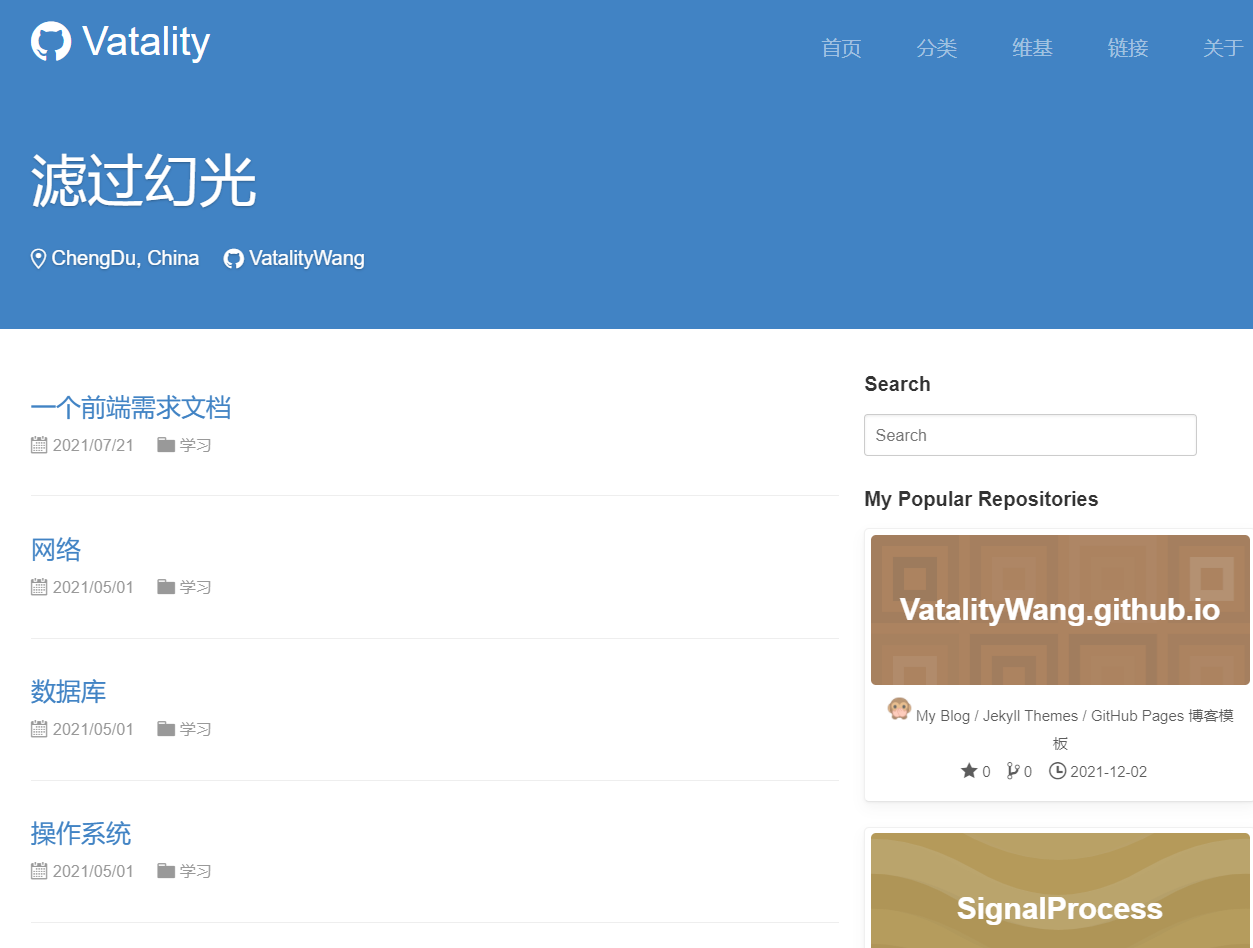 Vatality
首页 分类 维基 链接 关于
滤过幻光
ChengDu, China VatalityWang
一个前端需求文档
2021/07/21 学习
网络
2021/05/01 学习
数据库
2021/05/01 学习
操作系统
2021/05/01 学习
Search
Search
My Popular Repositories
VatalityWang.github.io
My Blog / Jekyll Themes / GitHub Pages 博客模
板
0 0 2021-12-02
SignalProcess